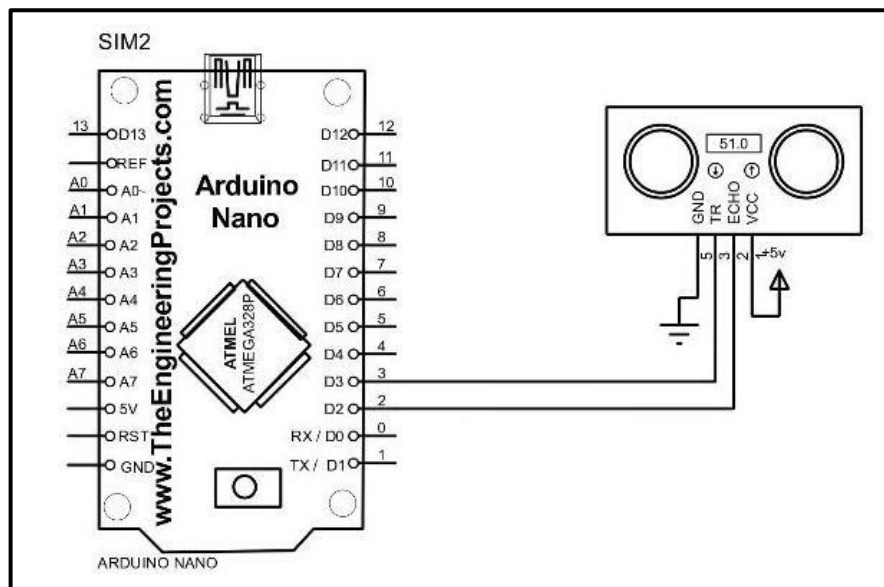 SIM2
www.TheEngineeringProjects.com
Arduino
Nano
ATMEL
ATMEGA328P
13
D13
REF
A0
A0~
A1
A1
A2
A2
A3
A3
A4
A4
A5
A5
A6
A6
A7
A7
5V
RST
GND
D12
12
D11
11
D10
10
D9
9
D8
8
D7
7
D6
6
D5
5
D4
4
D3
3
D2
2
RX / D0
0
TX / D1
1
ARDUINO NANO
51.0
GND
TR
ECHO
VCC
5
3
2
1
+5v